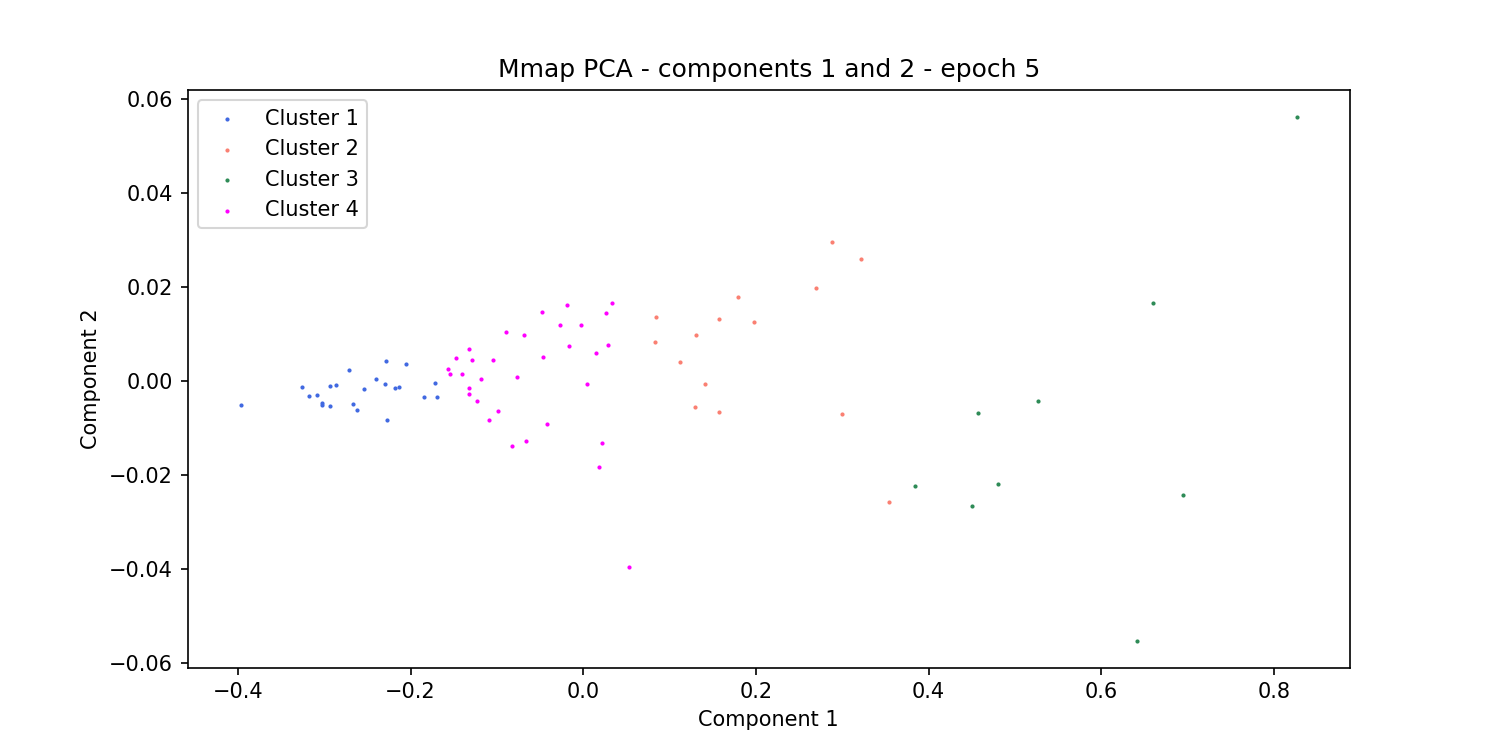 Mmap PCA - components 1 and 2 - epoch 5
Cluster 1
Cluster 2
Cluster 3
Cluster 4
0.06
0.04
0.02
0.00
−0.02
−0.04
−0.06
Component 2
−0.4
−0.2
0.0
0.2
0.4
0.6
0.8
Component 1